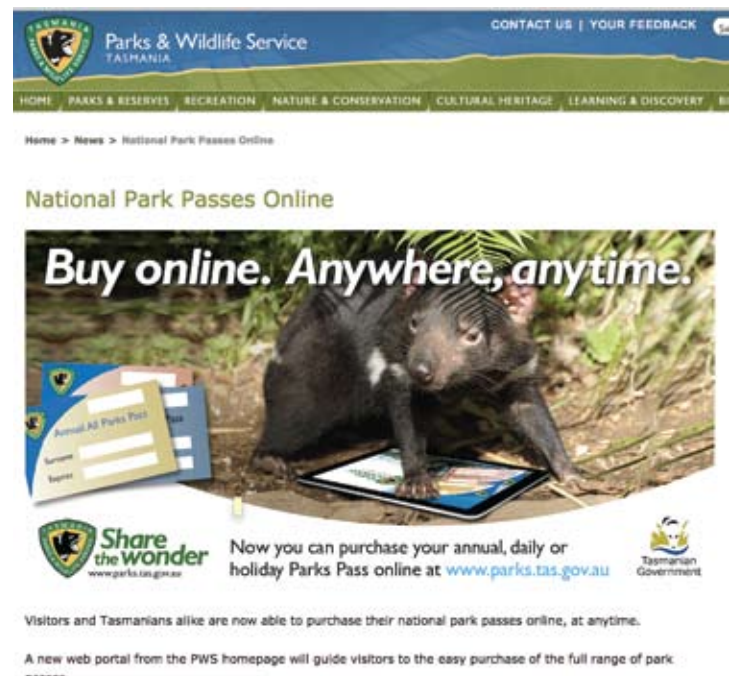 CONTACT US | YOUR FEEDBACK
Parks & Wildlife Service
TASMANIA
HOME PARKS & RESERVES RECREATION NATURE & CONSERVATION CULTURAL HERITAGE LEARNING & DISCOVERY
Home > News > National Park Passes Online
National Park Passes Online
Buy online. Anywhere, anytime.
Annual All Parks Pass
Pass
Surname
Expires
Share
the wonder
www.parks.tas.gov.au
Now you can purchase your annual, daily or
holiday Parks Pass online at www.parks.tas.gov.au
Tasmanian
Government
Visitors and Tasmanians alike are now able to purchase their national park passes online, at anytime.
A new web portal from the PWS homepage will guide visitors to the easy purchase of the full range of park